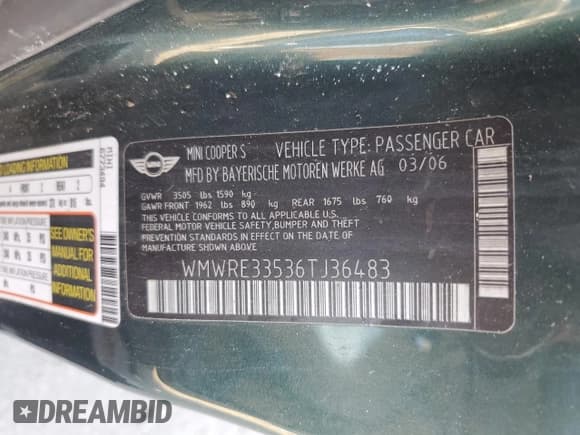 MINI COOPER S VEHICLE TYPE: PASSENGER CAR
MFD BY BAYERISCHE MOTOREN WERKE AG 03/06
GVWR 3505 lbs 1590 kg
GAWR FRONT 1962 lbs 890 kg REAR 1675 lbs 760 kg
THIS VEHICLE CONFORMS TO ALL APPLICABLE U.S.
FEDERAL MOTOR VEHICLE SAFETY, BUMPER AND THEFT
PREVENTION STANDARDS IN EFFECT ON THE DATE OF
MANUFACTURE SHOWN ABOVE.
WMWRE33536TJ36483
LOADING INFORMATION
SEE OWNER'S
MANUAL FOR
ADDITIONAL
INFORMATION
MINI
DREAMBID